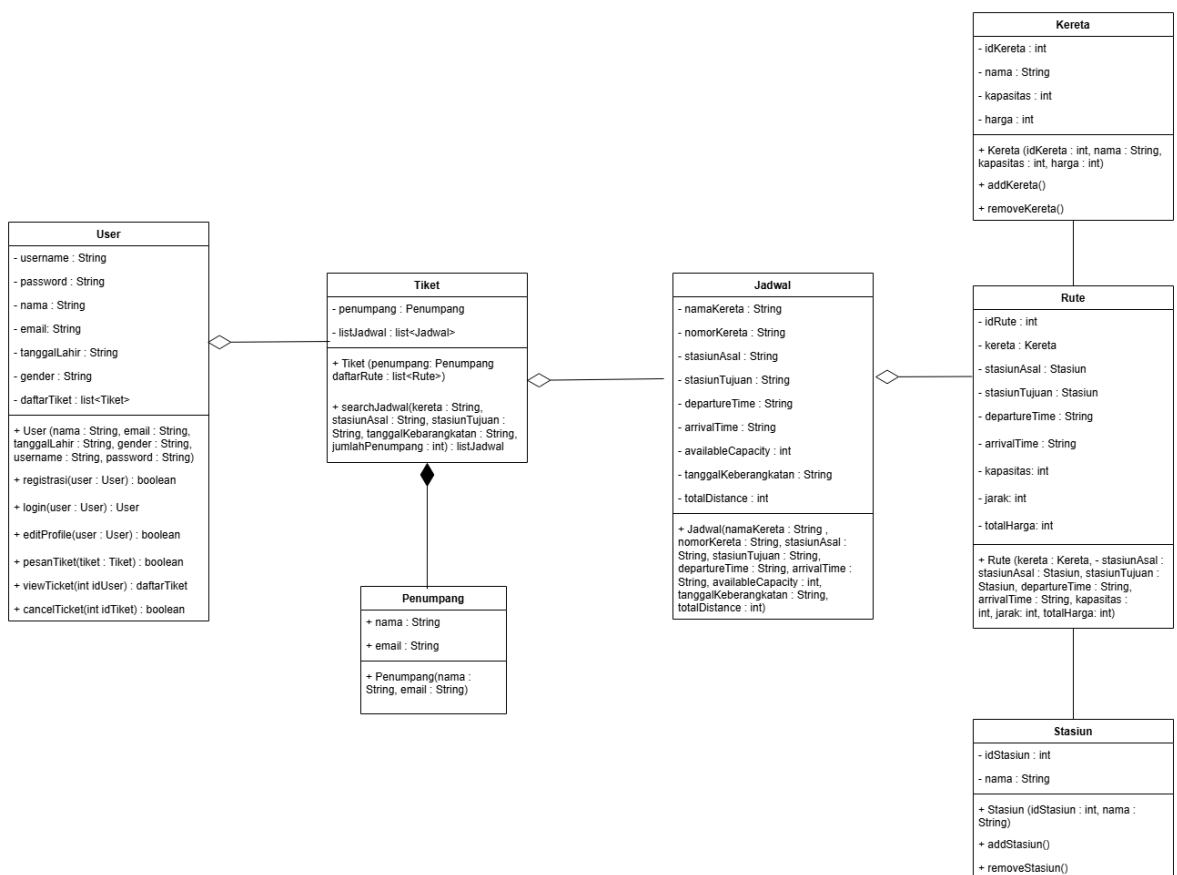 Kereta
- idKereta : int
- nama : String
- kapasitas : int
- harga : int
+ Kereta (idKereta : int, nama : String,
kapasitas : int, harga : int)
+ addKereta()
+ removeKereta()
User
- username : String
- password : String
- nama : String
- email: String
- tanggalLahir : String
- gender : String
- daftarTiket : list<Tiket>
+ User (nama : String, email : String,
tanggalLahir : String, gender : String,
username : String, password : String)
+ registrasi(user : User) : boolean
+ login(user : User) : User
+ editProfile(user : User) : boolean
+ pesanTiket(tiket : Tiket) : boolean
+ viewTicket(int idUser) : daftarTiket
+ cancelTicket(int idTiket) : boolean
Tiket
- penumpang : Penumpang
- listJadwal : list<Jadwal>
+ Tiket (penumpang: Penumpang
daftarRute : list<Rute>)
+ searchJadwal(kereta : String,
stasiunAsal : String, stasiunTujuan :
String, tanggalKebarangkatan : String,
jumlahPenumpang : int) : listJadwal
Penumpang
+ nama : String
+ email : String
+ Penumpang(nama :
String, email : String)
Jadwal
- namaKereta : String
- nomorKereta : String
- stasiunAsal : String
- stasiunTujuan : String
- departureTime : String
- arrivalTime : String
- availableCapacity : int
- tanggalKeberangkatan : String
- totalDistance : int
+ Jadwal(namaKereta : String ,
nomorKereta : String, stasiunAsal :
String, stasiunTujuan : String,
departureTime : String, arrivalTime :
String, availableCapacity : int,
tanggalKeberangkatan : String,
totalDistance : int)
Rute
- idRute : int
- kereta : Kereta
- stasiunAsal : Stasiun
- stasiunTujuan : Stasiun
- departureTime : String
- arrivalTime : String
- kapasitas: int
- jarak: int
- totalHarga: int
+ Rute (kereta : Kereta, - stasiunAsal :
stasiunAsal : Stasiun, stasiunTujuan :
Stasiun, departureTime : String,
arrivalTime : String, kapasitas :
int, jarak: int, totalHarga: int)
Stasiun
- idStasiun : int
- nama : String
+ Stasiun (idStasiun : int, nama :
String)
+ addStasiun()
+ removeStasiun()